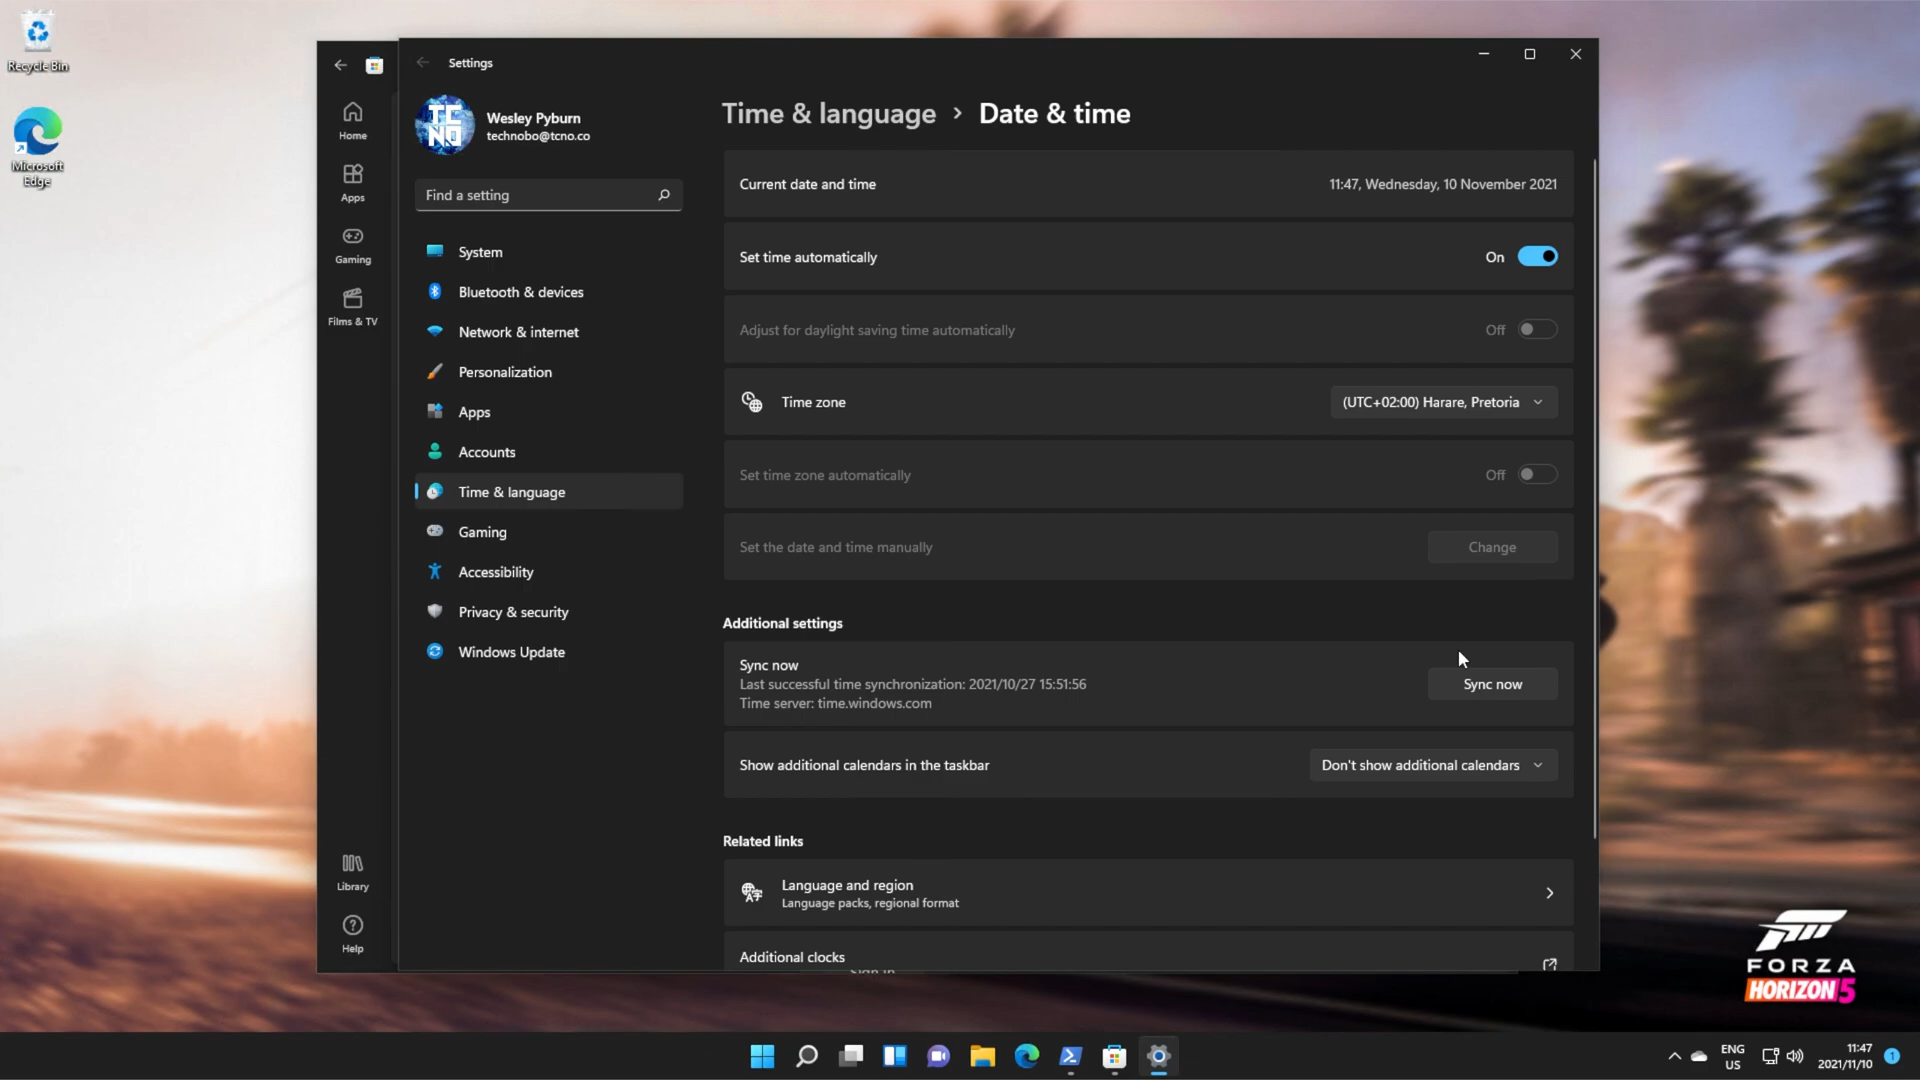 Recycle Bin
Microsoft
Edge
Home
Apps
Gaming
Films & TV
Library
Help
Settings
TC
NO
Wesley Pyburn
technobo@tcno.co
Find a setting
System
Bluetooth & devices
Network & internet
Personalization
Apps
Accounts
Time & language
Gaming
Accessibility
Privacy & security
Windows Update
Time & language › Date & time
Current date and time
11:47, Wednesday, 10 November 2021
Set time automatically
On
Adjust for daylight saving time automatically
Off
Time zone
(UTC+02:00) Harare, Pretoria
Set time zone automatically
Off
Set the date and time manually
Change
Additional settings
Sync now
Last successful time synchronization: 2021/10/27 15:51:56
Time server: time.windows.com
Sync now
Show additional calendars in the taskbar
Don't show additional calendars
Related links
Language and region
Language packs, regional format
Additional clocks
Sign in
FORZA
HORIZON 5
ENG
US
11:47
2021/11/10
1